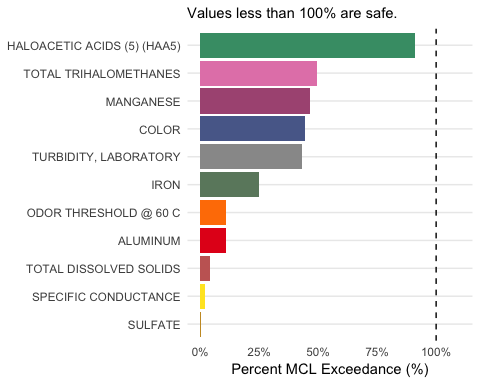 Values less than 100% are safe.
HALOACETIC ACIDS (5) (HAA5)
TOTAL TRIHALOMETHANES
MANGANESE
COLOR
TURBIDITY, LABORATORY
IRON
ODOR THRESHOLD @ 60 C
ALUMINUM
TOTAL DISSOLVED SOLIDS
SPECIFIC CONDUCTANCE
SULFATE
0% 25% 50% 75% 100%
Percent MCL Exceedance (%)